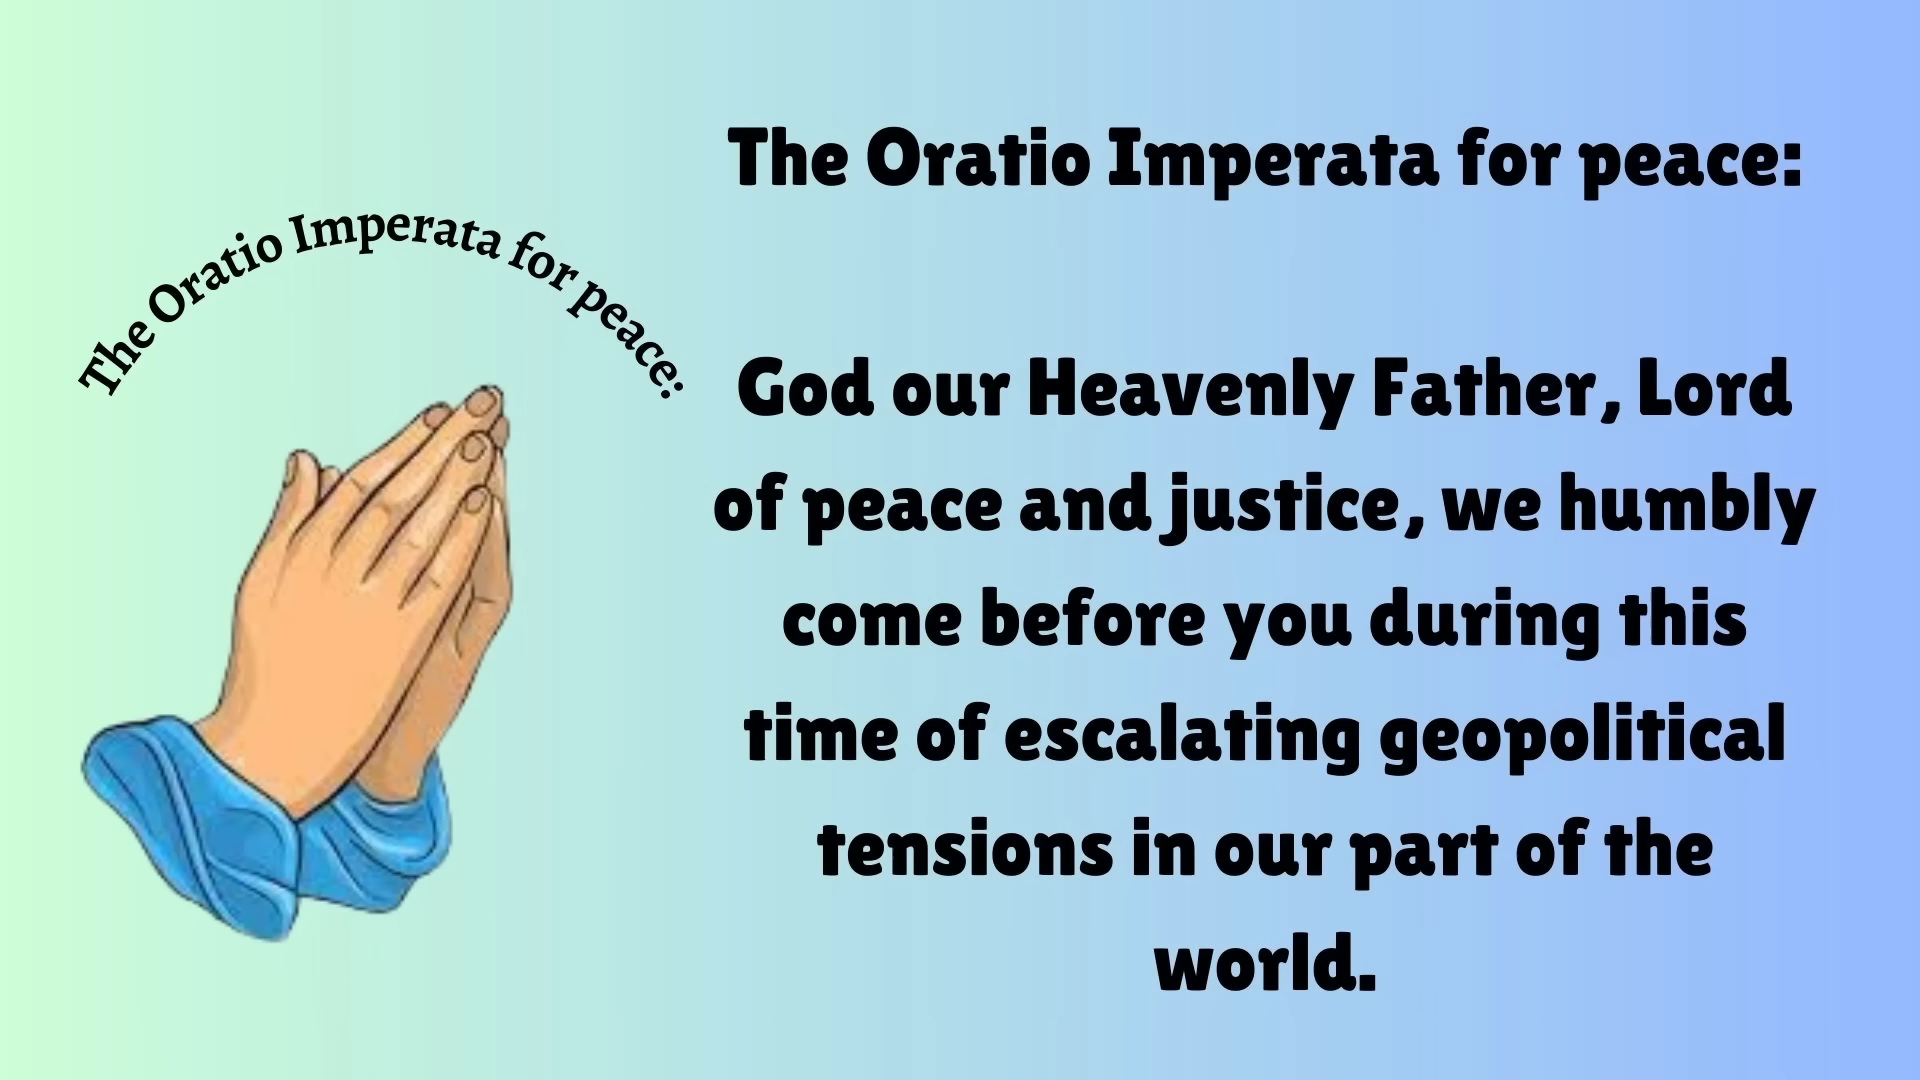 The Oratio Imperata for peace:
The Oratio Imperata for peace:
God our Heavenly Father, Lord
of peace and justice, we humbly
come before you during this
time of escalating geopolitical
tensions in our part of the
world.